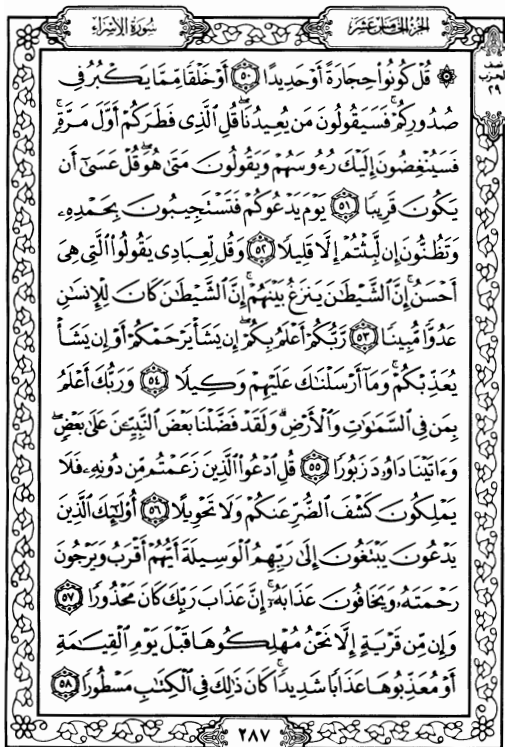 الجزء الخامس عشر
سورة الإسراء
نصف
الحزب
٢٩
۞ قُلْ كُونُوا۟ حِجَارَةً أَوْ حَدِيدًا ﴿٥٠﴾ أَوْ خَلْقًا مِّمَّا يَكْبُرُ فِى
صُدُورِكُمْ ۚ فَسَيَقُولُونَ مَن يُعِيدُنَا ۖ قُلِ ٱلَّذِى فَطَرَكُمْ أَوَّلَ مَرَّةٍ ۚ
فَسَيُنْغِضُونَ إِلَيْكَ رُءُوسَهُمْ وَيَقُولُونَ مَتَىٰ هُوَ ۖ قُلْ عَسَىٰٓ أَن
يَكُونَ قَرِيبًا ﴿٥١﴾ يَوْمَ يَدْعُوكُمْ فَتَسْتَجِيبُونَ بِحَمْدِهِۦ
وَتَظُنُّونَ إِن لَّبِثْتُمْ إِلَّا قَلِيلًا ﴿٥٢﴾ وَقُل لِّعِبَادِى يَقُولُوا۟ ٱلَّتِى هِىَ
أَحْسَنُ ۚ إِنَّ ٱلشَّيْطَٰنَ يَنزَغُ بَيْنَهُمْ ۚ إِنَّ ٱلشَّيْطَٰنَ كَانَ لِلْإِنسَٰنِ
عَدُوًّا مُّبِينًا ﴿٥٣﴾ رَّبُّكُمْ أَعْلَمُ بِكُمْ ۖ إِن يَشَأْ يَرْحَمْكُمْ أَوْ إِن يَشَأْ
يُعَذِّبْكُمْ ۚ وَمَآ أَرْسَلْنَٰكَ عَلَيْهِمْ وَكِيلًا ﴿٥٤﴾ وَرَبُّكَ أَعْلَمُ
بِمَن فِى ٱلسَّمَٰوَٰتِ وَٱلْأَرْضِ ۗ وَلَقَدْ فَضَّلْنَا بَعْضَ ٱلنَّبِيِّـۧنَ عَلَىٰ بَعْضٍ ۖ
وَءَاتَيْنَا دَاوُۥدَ زَبُورًا ﴿٥٥﴾ قُلِ ٱدْعُوا۟ ٱلَّذِينَ زَعَمْتُم مِّن دُونِهِۦ فَلَا
يَمْلِكُونَ كَشْفَ ٱلضُّرِّ عَنكُمْ وَلَا تَحْوِيلًا ﴿٥٦﴾ أُو۟لَٰٓئِكَ ٱلَّذِينَ
يَدْعُونَ يَبْتَغُونَ إِلَىٰ رَبِّهِمُ ٱلْوَسِيلَةَ أَيُّهُمْ أَقْرَبُ وَيَرْجُونَ
رَحْمَتَهُۥ وَيَخَافُونَ عَذَابَهُۥٓ ۚ إِنَّ عَذَابَ رَبِّكَ كَانَ مَحْذُورًا ﴿٥٧﴾
وَإِن مِّن قَرْيَةٍ إِلَّا نَحْنُ مُهْلِكُوهَا قَبْلَ يَوْمِ ٱلْقِيَٰمَةِ
أَوْ مُعَذِّبُوهَا عَذَابًا شَدِيدًا ۚ كَانَ ذَٰلِكَ فِى ٱلْكِتَٰبِ مَسْطُورًا ﴿٥٨﴾
٢٨٧